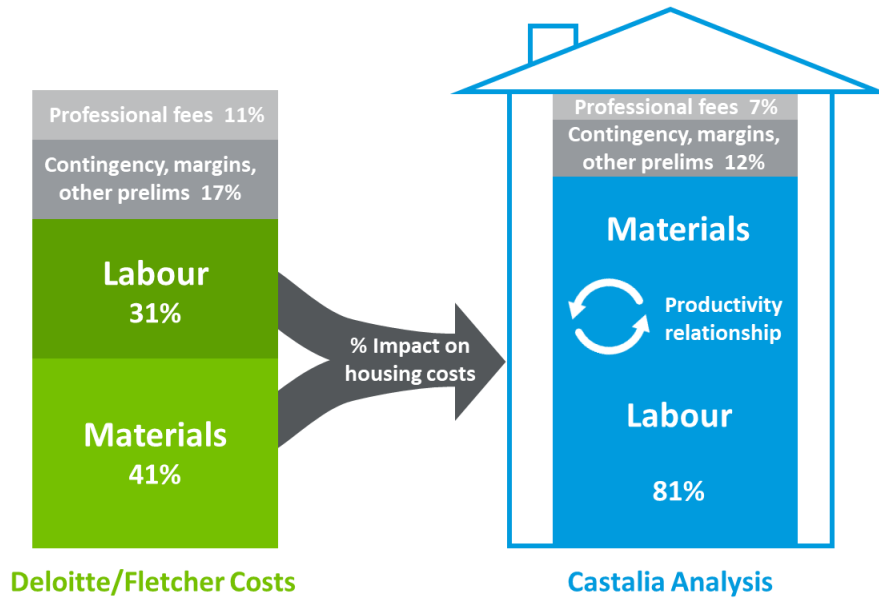 Professional fees 11%
Contingency, margins,
other prelims 17%
Labour
31%
Materials
41%
Deloitte/Fletcher Costs
% Impact on
housing costs
Professional fees 7%
Contingency, margins,
other prelims 12%
Materials
Productivity
relationship
Labour
81%
Castalia Analysis